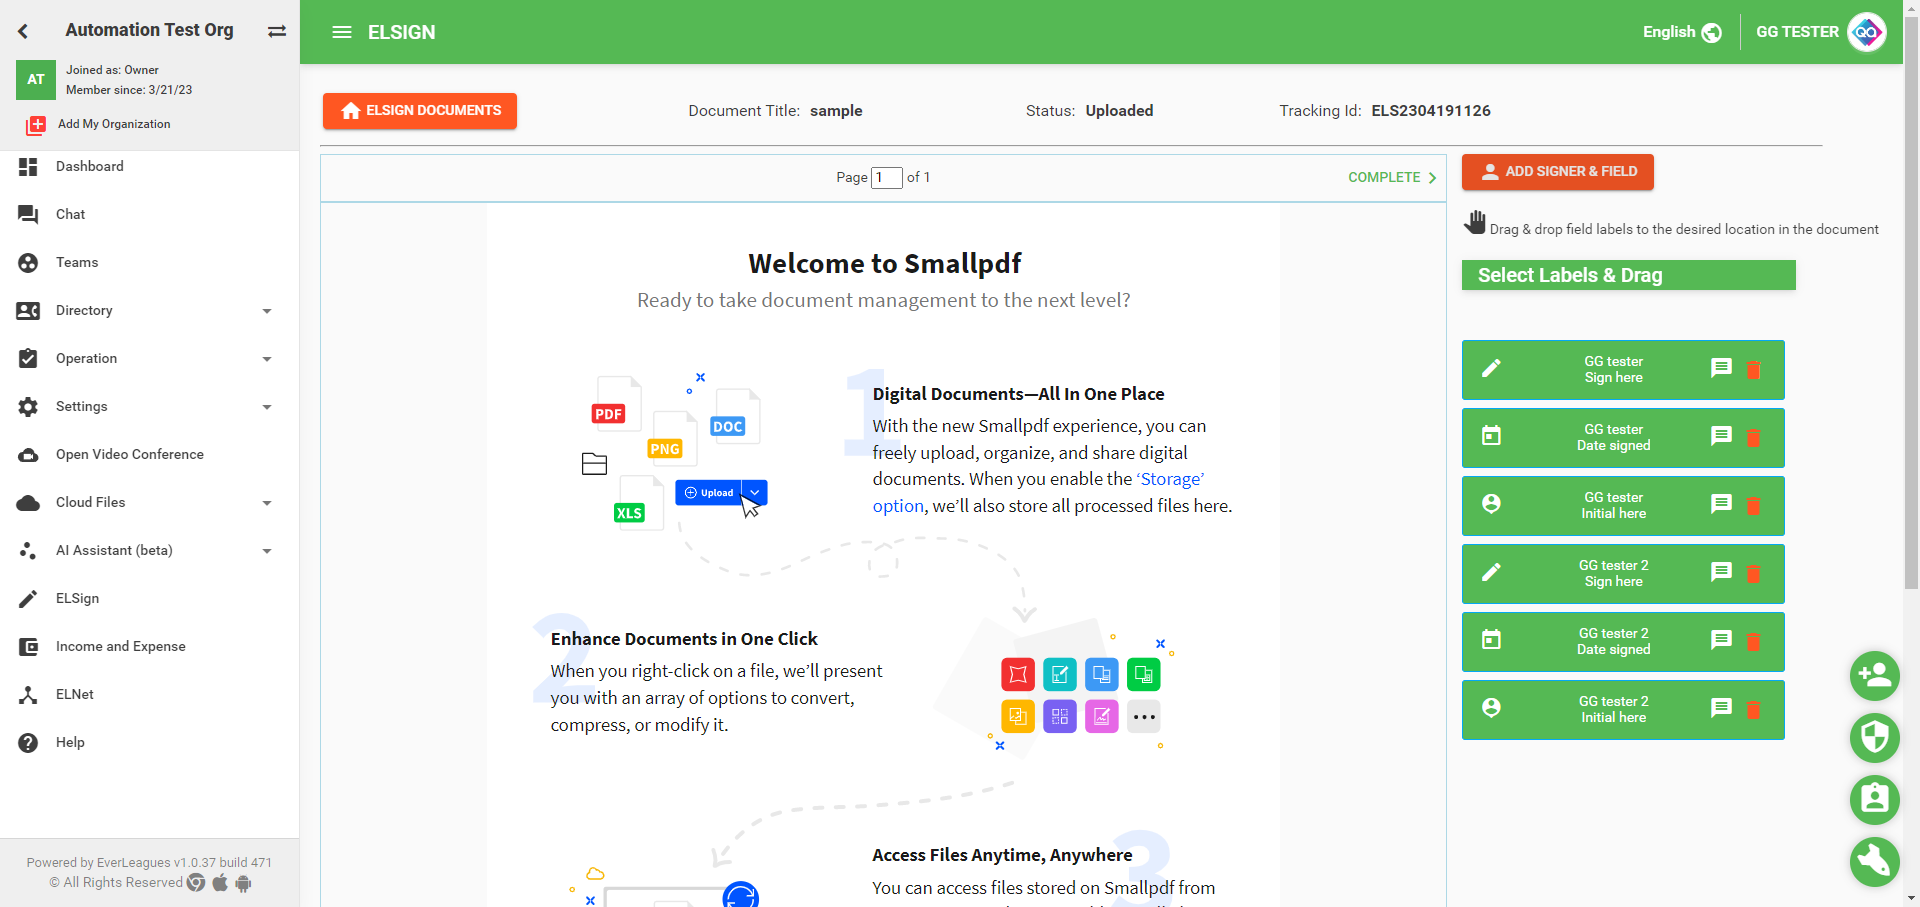 Automation Test Org
AT
Joined as: Owner
Member since: 3/21/23
Add My Organization
Dashboard
Chat
Teams
Directory
Operation
Settings
Open Video Conference
Cloud Files
AI Assistant (beta)
ELSign
Income and Expense
ELNet
Help
Powered by EverLeagues v1.0.37 build 471
© All Rights Reserved
ELSIGN
English
GG TESTER
QA
ELSIGN DOCUMENTS
Document Title: sample
Status: Uploaded
Tracking Id: ELS2304191126
Page 1 of 1
COMPLETE
Welcome to Smallpdf
Ready to take document management to the next level?
PDF
DOC
PNG
XLS
Upload
1
Digital Documents—All In One Place
With the new Smallpdf experience, you can
freely upload, organize, and share digital
documents. When you enable the ‘Storage’
option, we’ll also store all processed files here.
2
Enhance Documents in One Click
When you right-click on a file, we’ll present
you with an array of options to convert,
compress, or modify it.
3
Access Files Anytime, Anywhere
You can access files stored on Smallpdf from
ADD SIGNER & FIELD
Drag & drop field labels to the desired location in the document
Select Labels & Drag
GG tester
Sign here
GG tester
Date signed
GG tester
Initial here
GG tester 2
Sign here
GG tester 2
Date signed
GG tester 2
Initial here